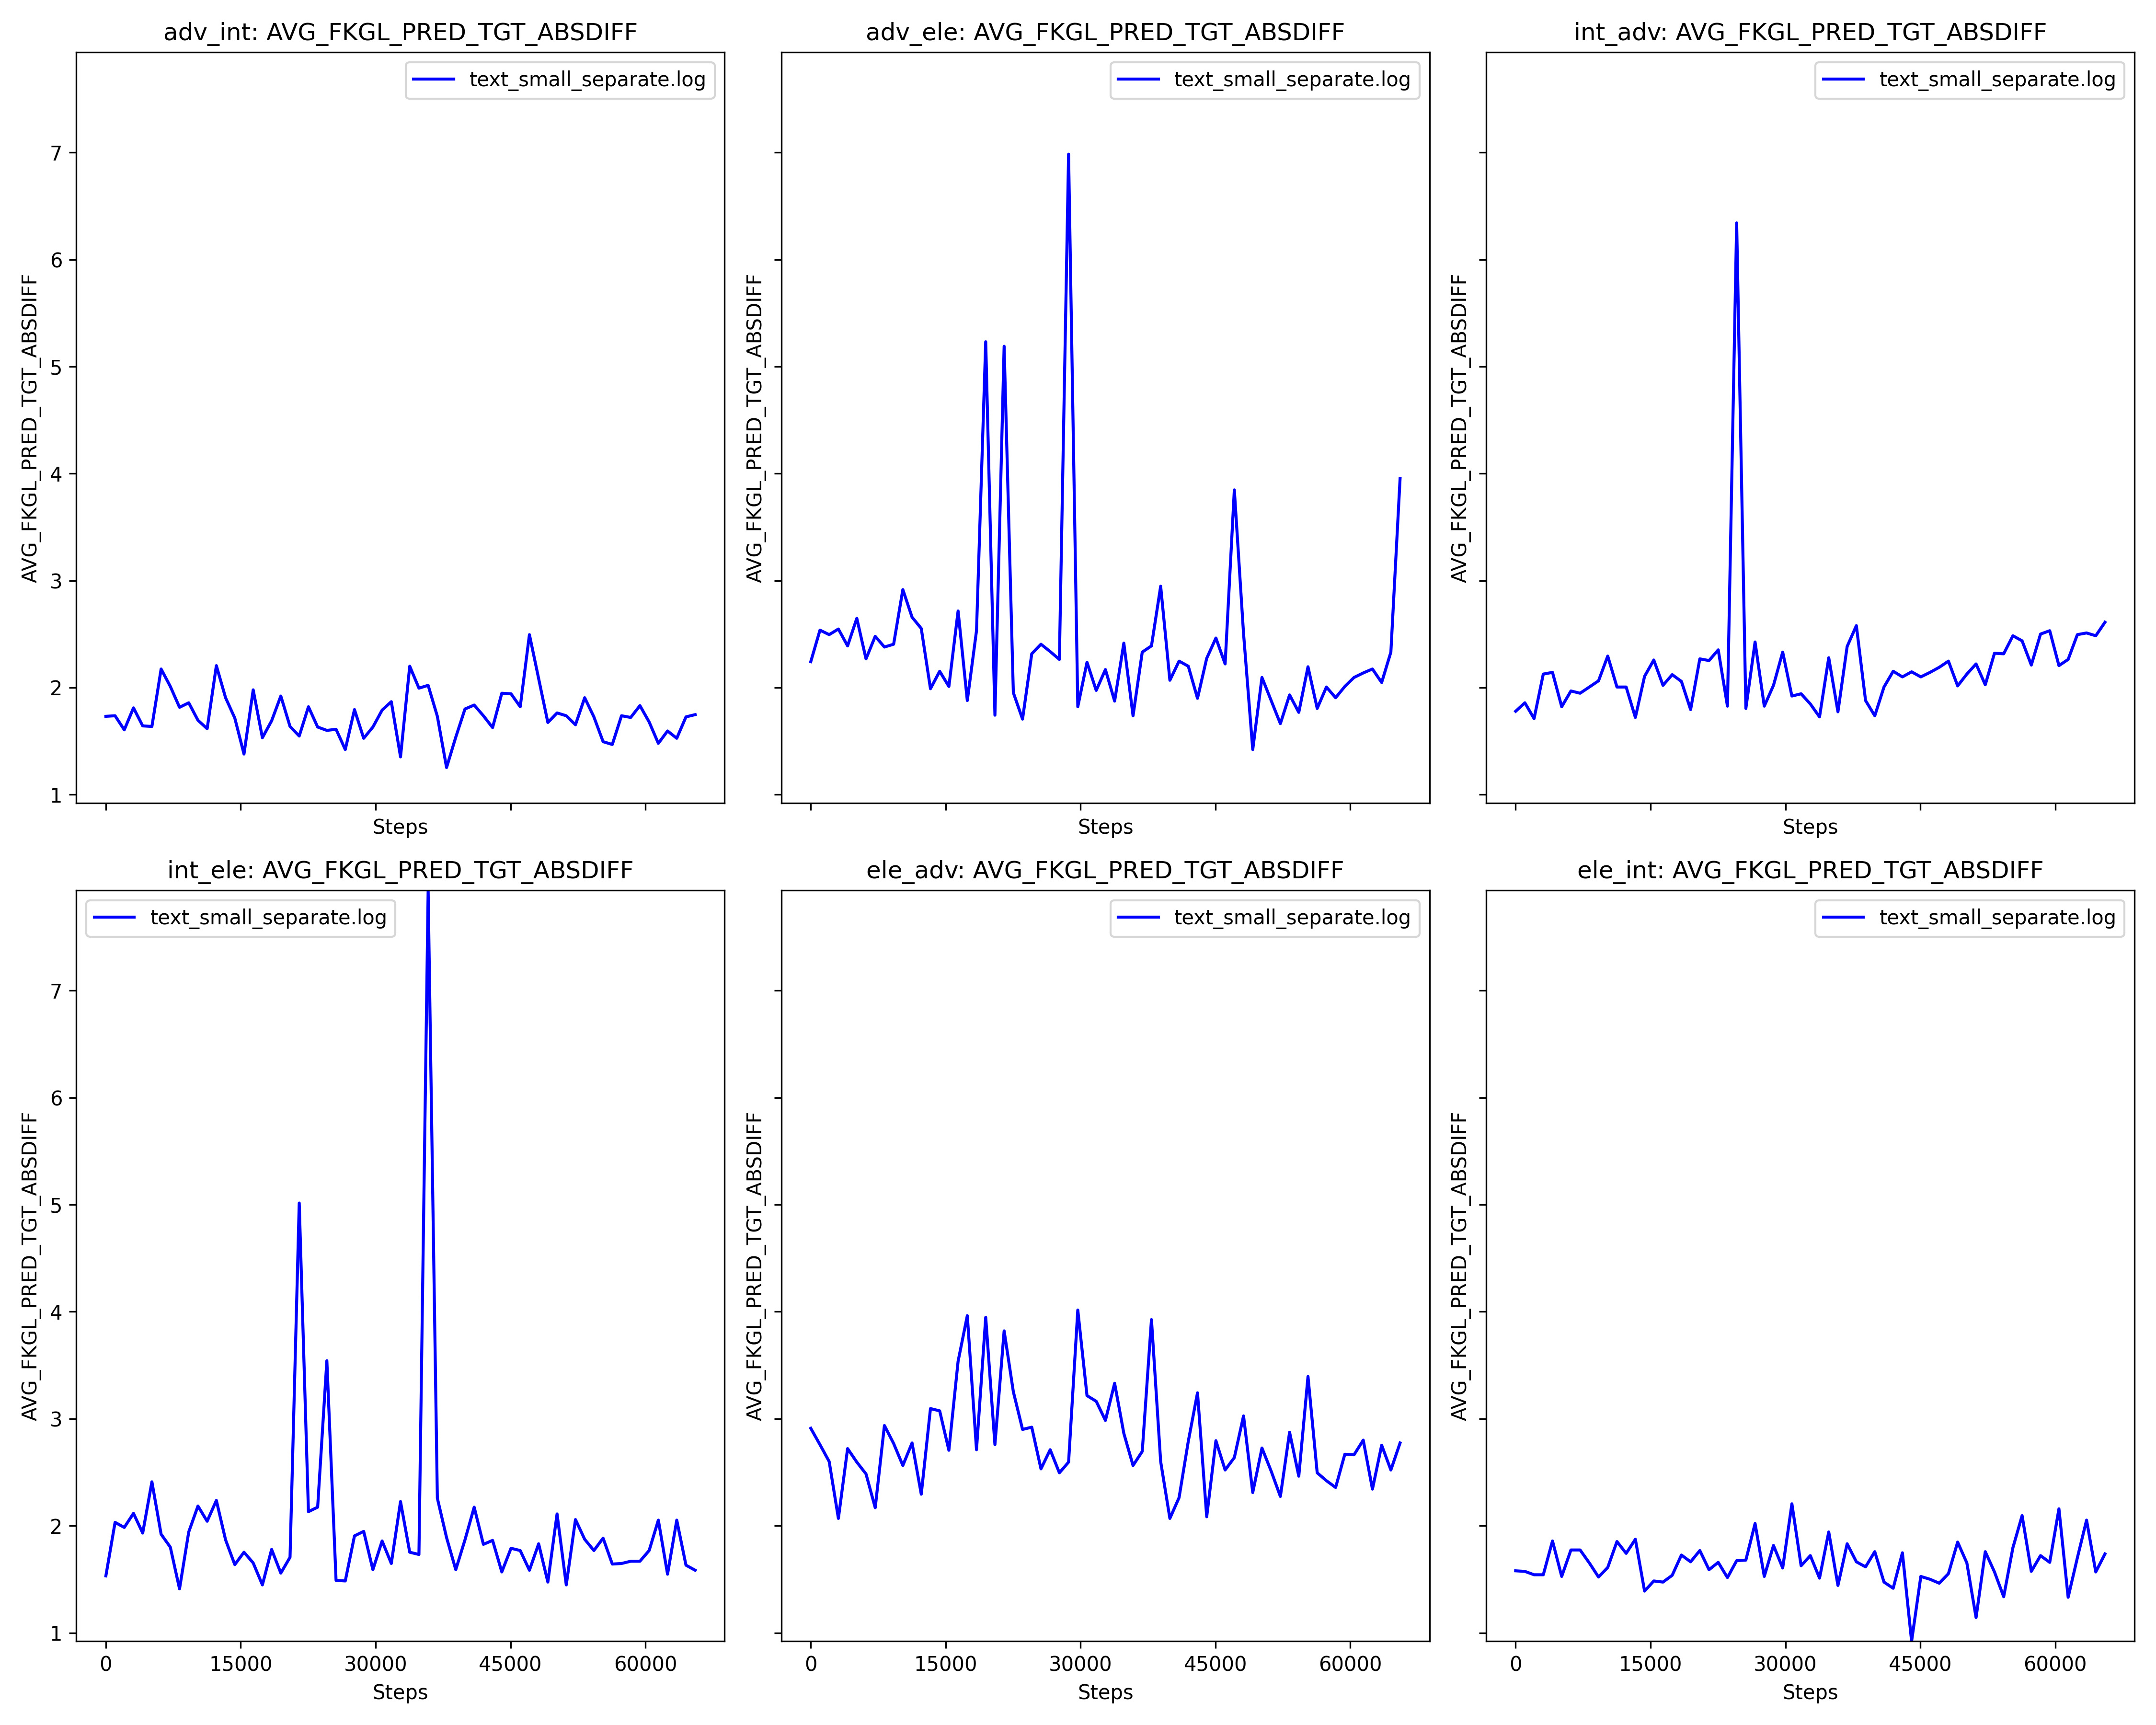 adv_int: AVG_FKGL_PRED_TGT_ABSDIFF
text_small_separate.log
AVG_FKGL_PRED_TGT_ABSDIFF
7
6
5
4
3
2
1
Steps
adv_ele: AVG_FKGL_PRED_TGT_ABSDIFF
text_small_separate.log
AVG_FKGL_PRED_TGT_ABSDIFF
Steps
int_adv: AVG_FKGL_PRED_TGT_ABSDIFF
text_small_separate.log
AVG_FKGL_PRED_TGT_ABSDIFF
Steps
int_ele: AVG_FKGL_PRED_TGT_ABSDIFF
text_small_separate.log
AVG_FKGL_PRED_TGT_ABSDIFF
7
6
5
4
3
2
1
0 15000 30000 45000 60000
Steps
ele_adv: AVG_FKGL_PRED_TGT_ABSDIFF
text_small_separate.log
AVG_FKGL_PRED_TGT_ABSDIFF
0 15000 30000 45000 60000
Steps
ele_int: AVG_FKGL_PRED_TGT_ABSDIFF
text_small_separate.log
AVG_FKGL_PRED_TGT_ABSDIFF
0 15000 30000 45000 60000
Steps